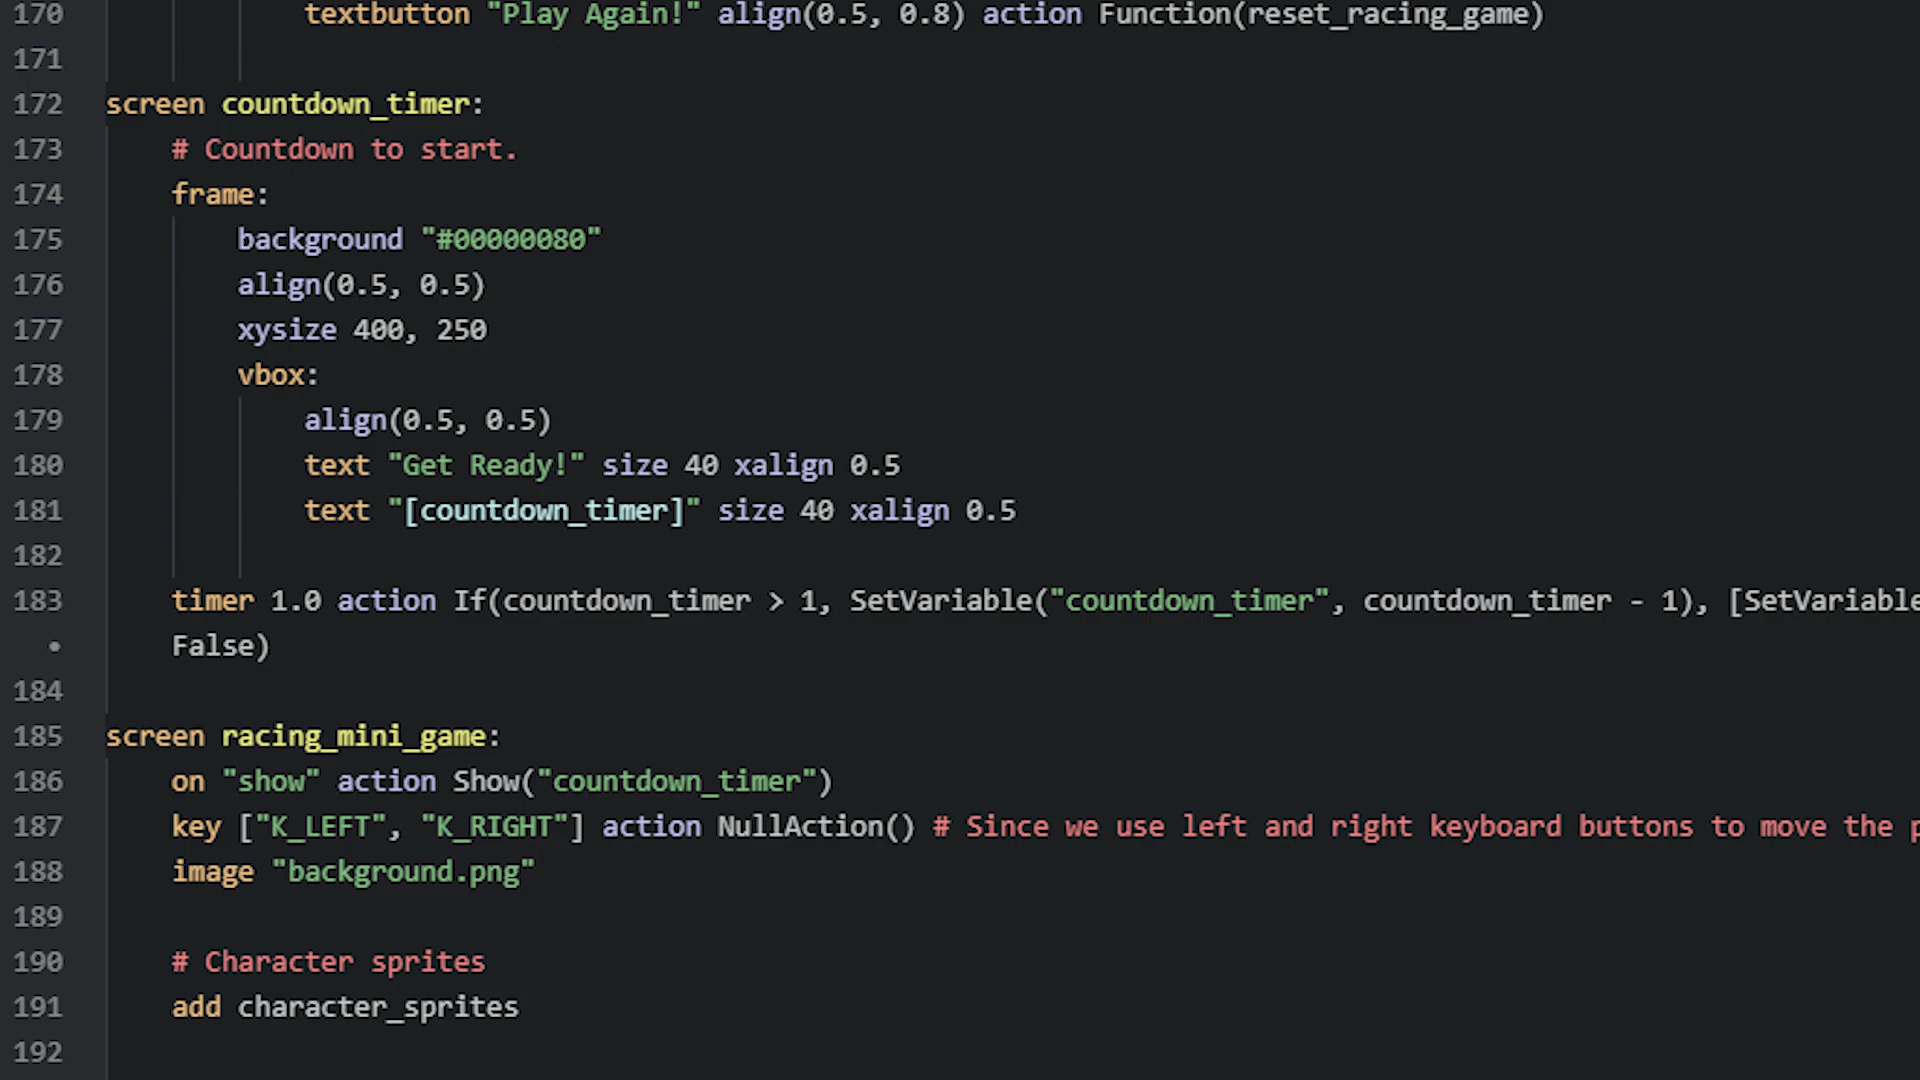 170 textbutton "Play Again!" align(0.5, 0.8) action Function(reset_racing_game)
171
172 screen countdown_timer:
173 # Countdown to start.
174 frame:
175 background "#00000080"
176 align(0.5, 0.5)
177 xysize 400, 250
178 vbox:
179 align(0.5, 0.5)
180 text "Get Ready!" size 40 xalign 0.5
181 text "[countdown_timer]" size 40 xalign 0.5
182
183 timer 1.0 action If(countdown_timer > 1, SetVariable("countdown_timer", countdown_timer - 1), [SetVariable
• False)
184
185 screen racing_mini_game:
186 on "show" action Show("countdown_timer")
187 key ["K_LEFT", "K_RIGHT"] action NullAction() # Since we use left and right keyboard buttons to move the
188 image "background.png"
189
190 # Character sprites
191 add character_sprites
192